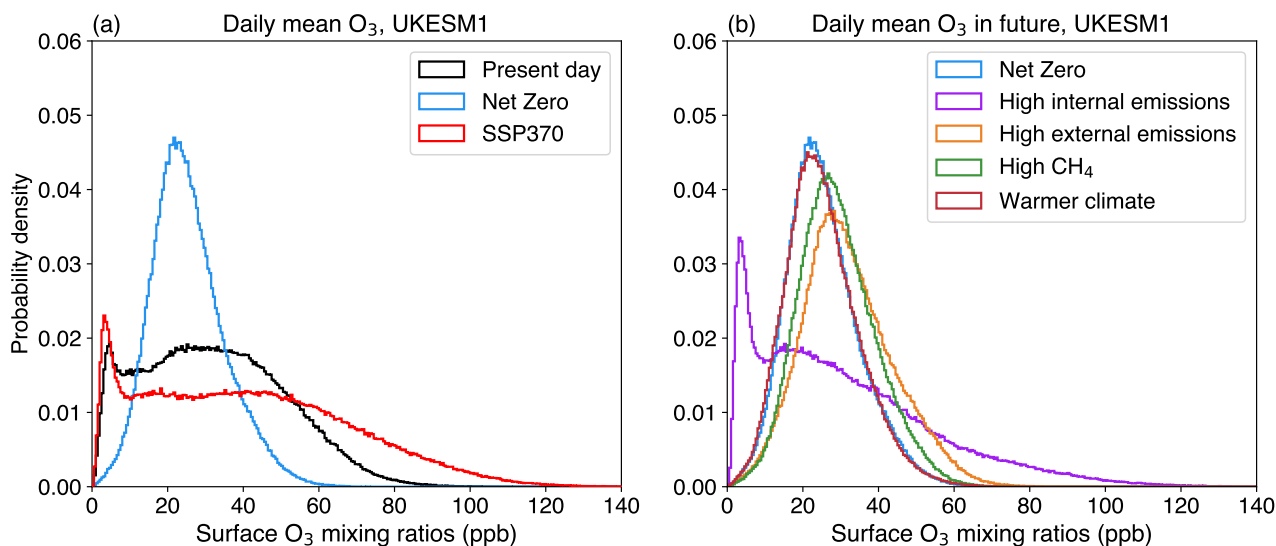 (a) Daily mean O₃, UKESM1
0.06
0.05
0.04
0.03
0.02
0.01
0.00
Probability density
Present day
Net Zero
SSP370
0 20 40 60 80 100 120 140
Surface O₃ mixing ratios (ppb)
(b) Daily mean O₃ in future, UKESM1
0.06
0.05
0.04
0.03
0.02
0.01
0.00
Net Zero
High internal emissions
High external emissions
High CH₄
Warmer climate
0 20 40 60 80 100 120 140
Surface O₃ mixing ratios (ppb)